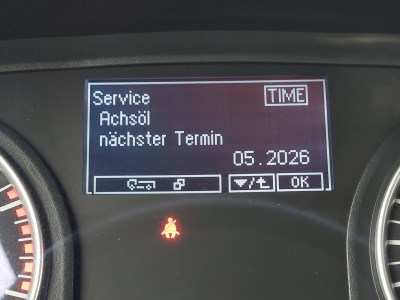 Service TIME
Achsöl
nächster Termin
05.2026
OK